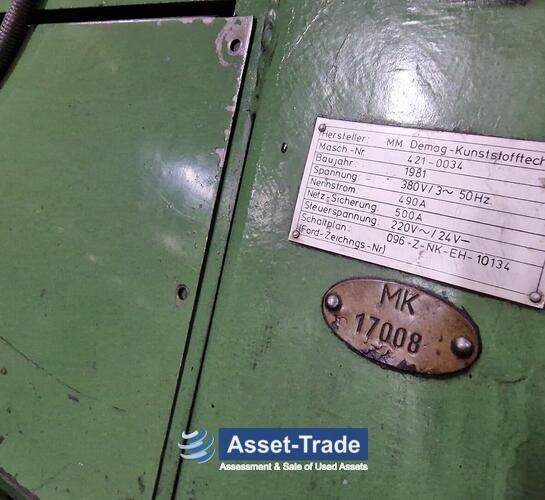 Hersteller: MM Demag-Kunststofftech
Masch.-Nr 421-0034
Baujahr: 1981
Spannung: 380V/3~ 50Hz
Nennstrom 490A
Netz-Sicherung 500A
Steuerspannung: 220V~/24V—
Schaltplan: 096-Z-NK-EH-10134
(Ford-Zeichngs-Nr)
MK
17008
Asset-Trade
Assessment & Sale of Used Assets